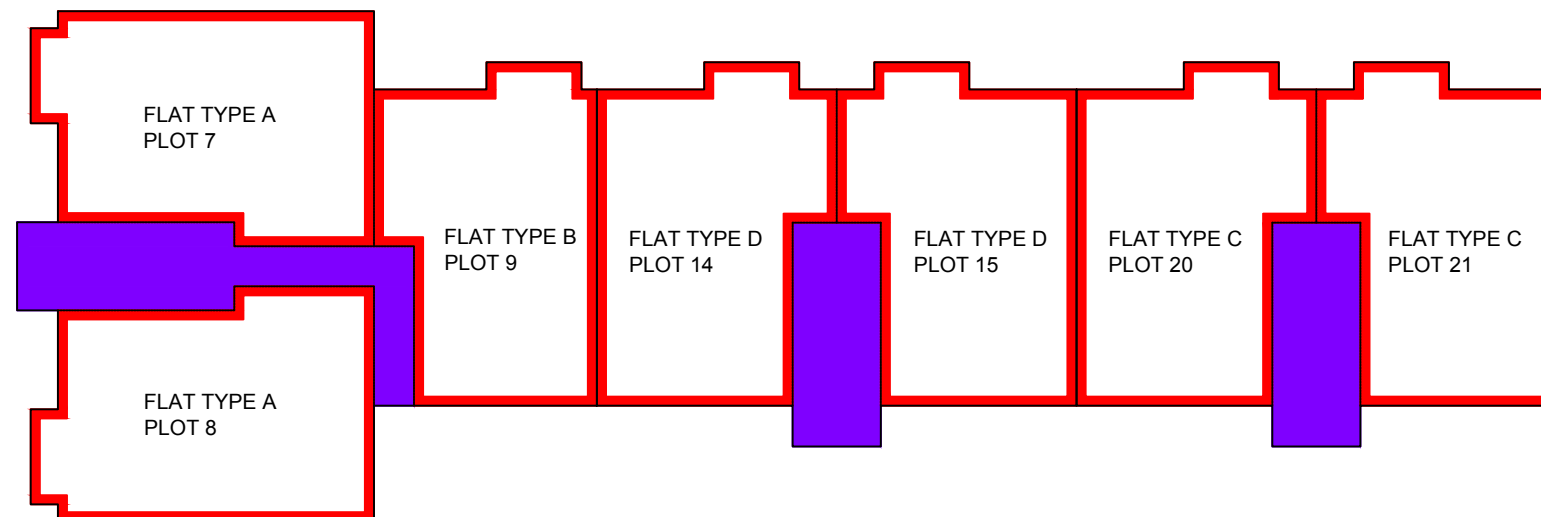 FLAT TYPE A
PLOT 7
FLAT TYPE B
PLOT 9
FLAT TYPE D
PLOT 14
FLAT TYPE D
PLOT 15
FLAT TYPE C
PLOT 20
FLAT TYPE C
PLOT 21
FLAT TYPE A
PLOT 8